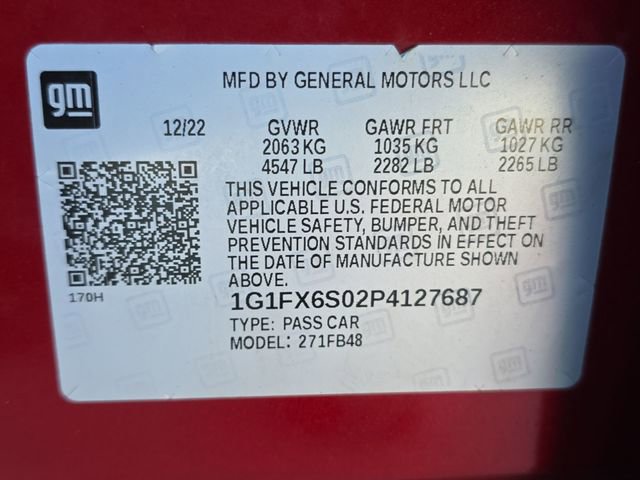 gm
MFD BY GENERAL MOTORS LLC
12/22 GVWR GAWR FRT GAWR RR
2063 KG 1035 KG 1027 KG
4547 LB 2282 LB 2265 LB
THIS VEHICLE CONFORMS TO ALL
APPLICABLE U.S. FEDERAL MOTOR
VEHICLE SAFETY, BUMPER, AND THEFT
PREVENTION STANDARDS IN EFFECT ON
THE DATE OF MANUFACTURE SHOWN
ABOVE.
170H
1G1FX6S02P4127687
TYPE: PASS CAR
MODEL: 271FB48